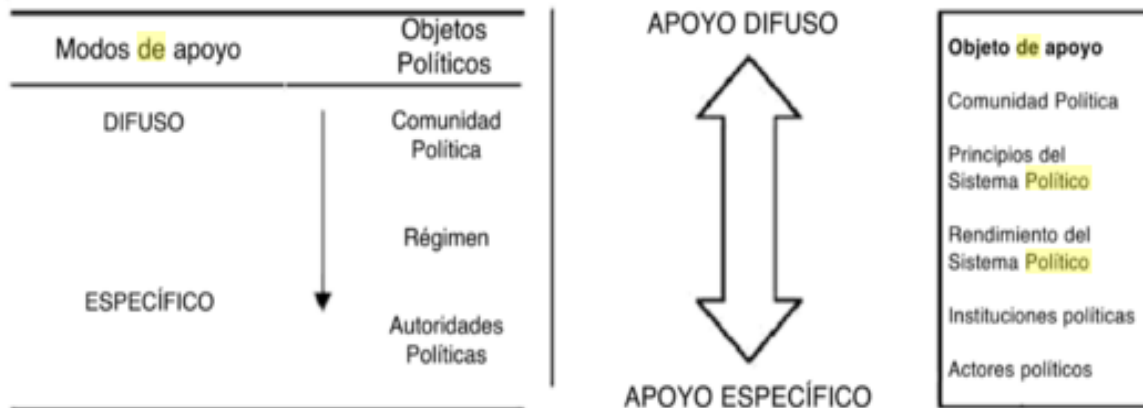 Modos de apoyo
Objetos
Políticos
DIFUSO
Comunidad
Política
Régimen
ESPECÍFICO
Autoridades
Políticas
APOYO DIFUSO
APOYO ESPECÍFICO
Objeto de apoyo
Comunidad Política
Principios del
Sistema Político
Rendimiento del
Sistema Político
Instituciones políticas
Actores políticos